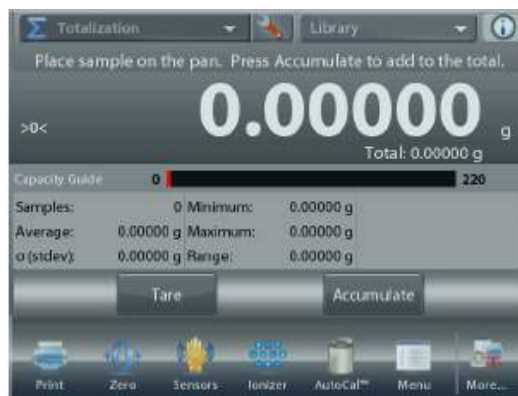 Σ Totalization Library i
Place sample on the pan. Press Accumulate to add to the total.
>0< 0.00000 g
Total: 0.00000 g
Capacity Guide 0 220
Samples: 0 Minimum: 0.00000 g
Average: 0.00000 g Maximum: 0.00000 g
σ (stdev): 0.00000 g Range: 0.00000 g
Tare Accumulate
Print Zero Sensors Ionizer AutoCal™ Menu More...